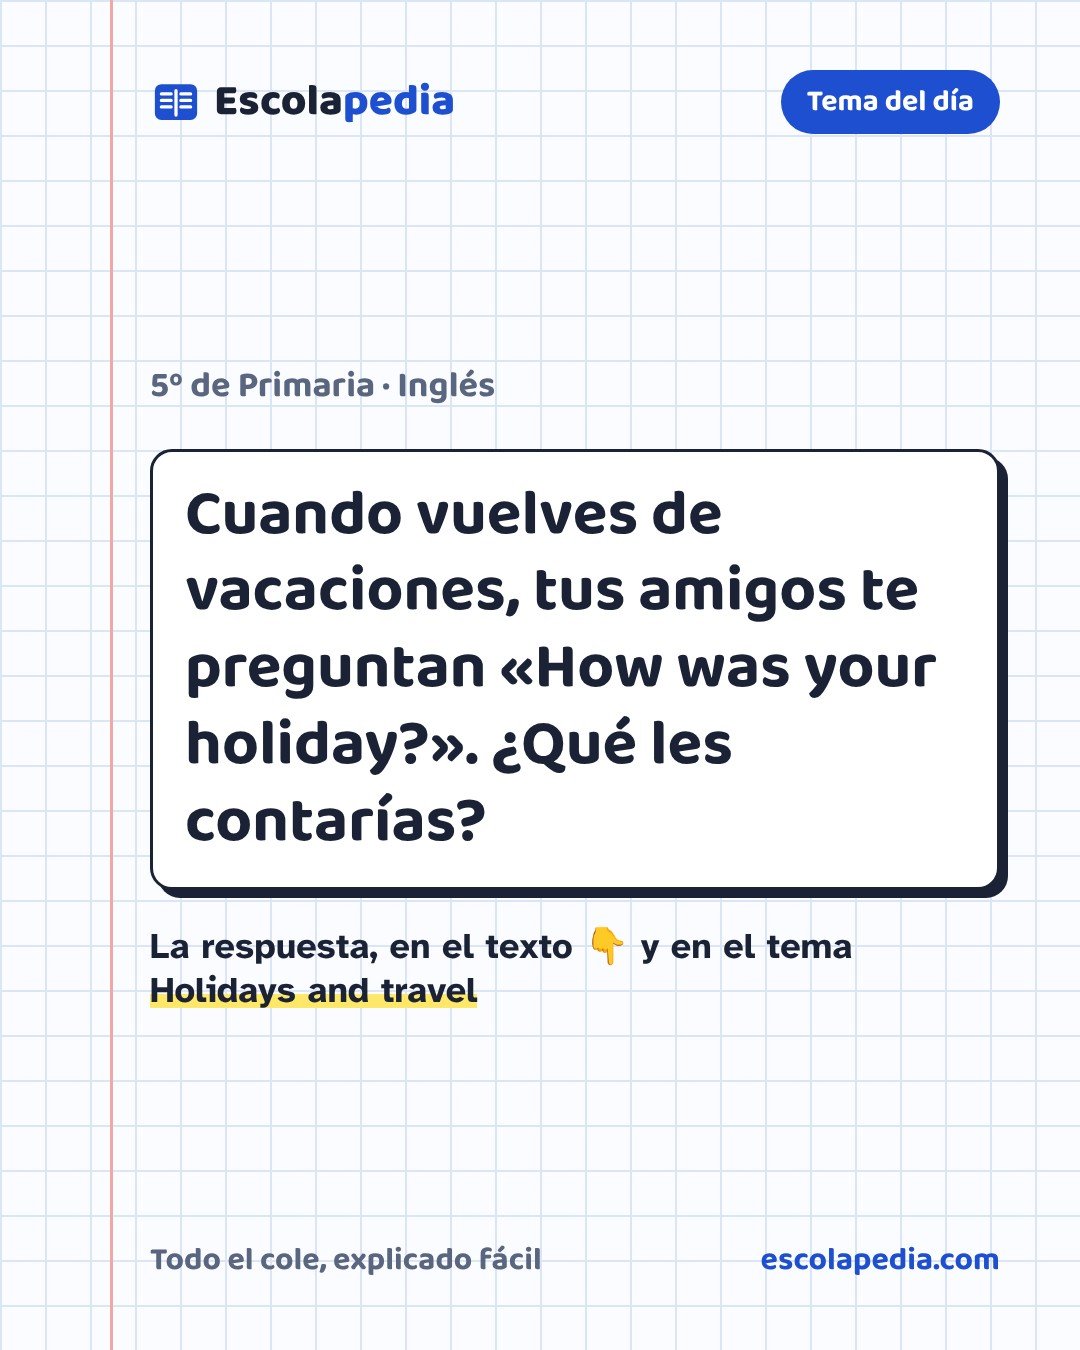 Escolapedia
Tema del día
5º de Primaria · Inglés
Cuando vuelves de
vacaciones, tus amigos te
preguntan «How was your
holiday?». ¿Qué les
contarías?
La respuesta, en el texto 👇 y en el tema
Holidays and travel
Todo el cole, explicado fácil
escolapedia.com